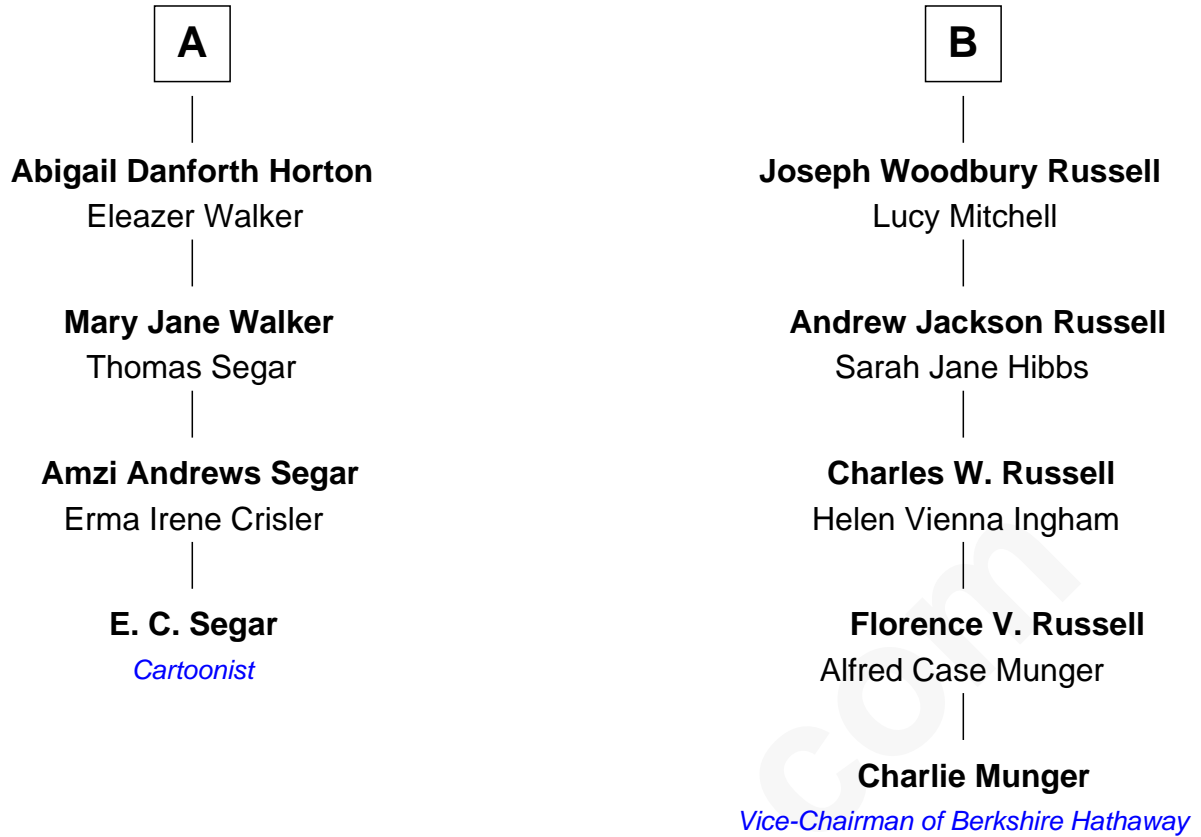 A
Abigail Danforth Horton
Eleazer Walker
Mary Jane Walker
Thomas Segar
Amzi Andrews Segar
Erma Irene Crisler
E. C. Segar
Cartoonist
B
Joseph Woodbury Russell
Lucy Mitchell
Andrew Jackson Russell
Sarah Jane Hibbs
Charles W. Russell
Helen Vienna Ingham
Florence V. Russell
Alfred Case Munger
Charlie Munger
Vice-Chairman of Berkshire Hathaway
com